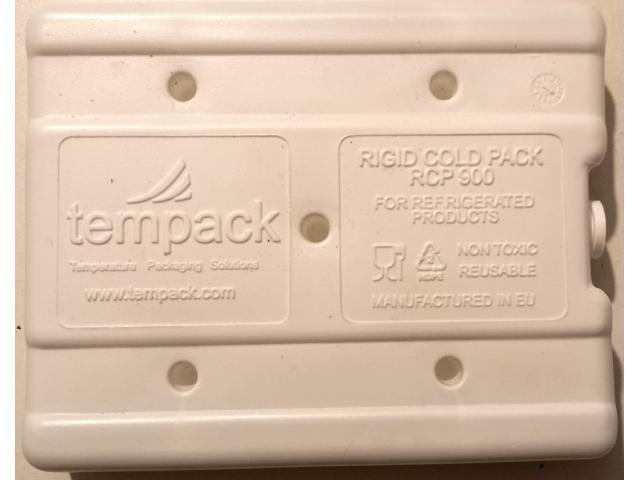 tempack
Temperature Packaging Solutions
www.tempack.com
RIGID COLD PACK
RCP 900
FOR REFRIGERATED
PRODUCTS
NON TOXIC
HDPE
REUSABLE
MANUFACTURED IN EU